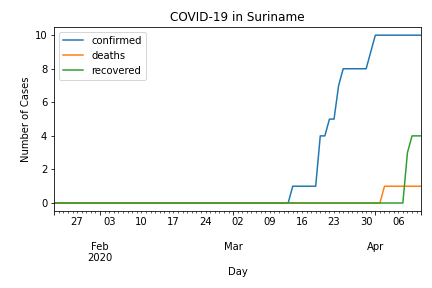 COVID-19 in Suriname
confirmed
deaths
recovered
Number of Cases
10
8
6
4
2
0
27 03 10 17 24 02 09 16 23 30 06
Feb Mar Apr
2020
Day